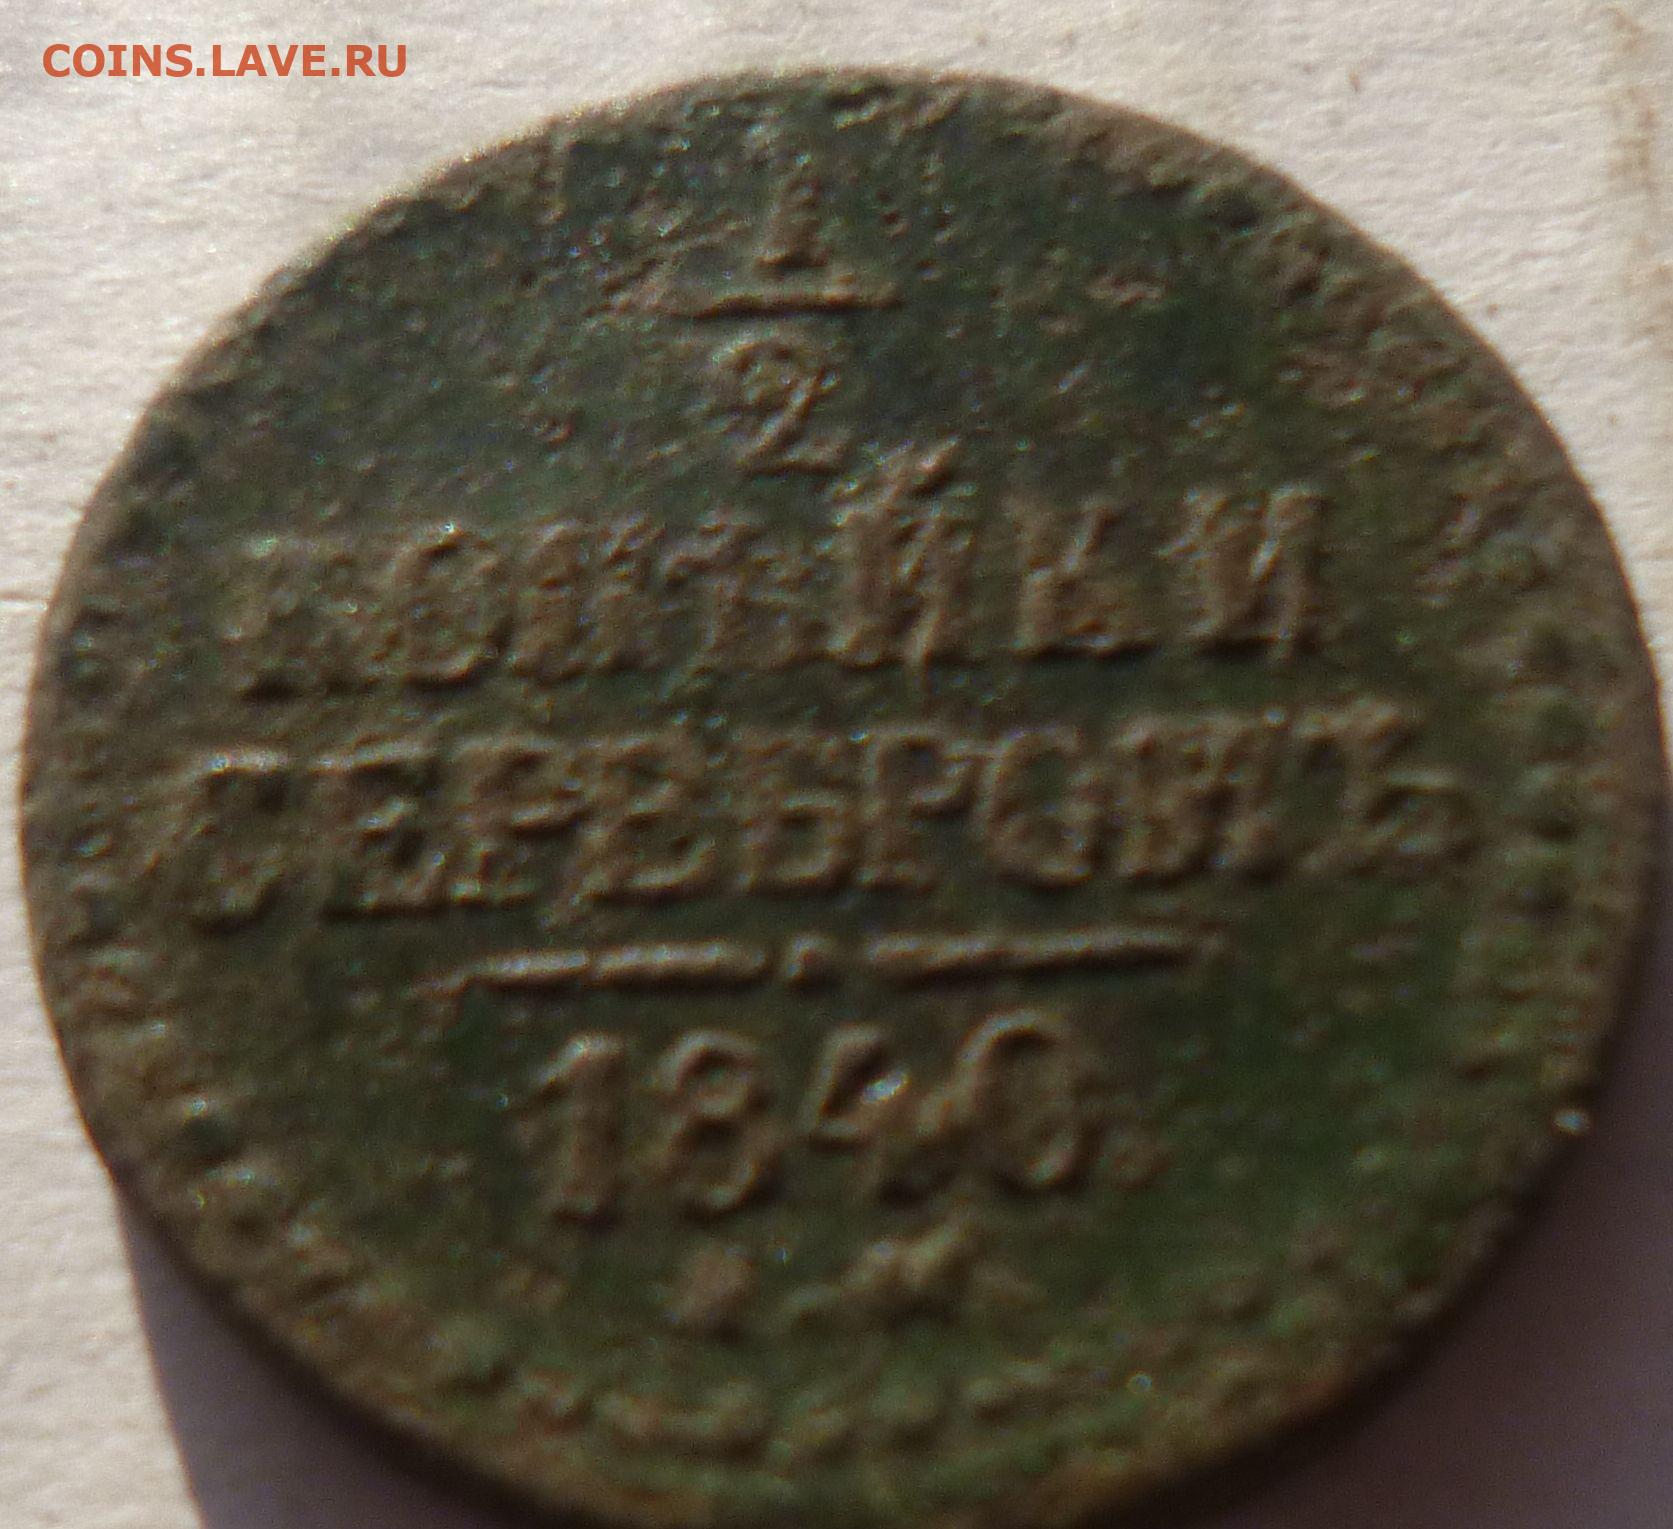 COINS.LAVE.RU
1
2
КОПѢЙКИ
СЕРЕБРОМЪ
1840.